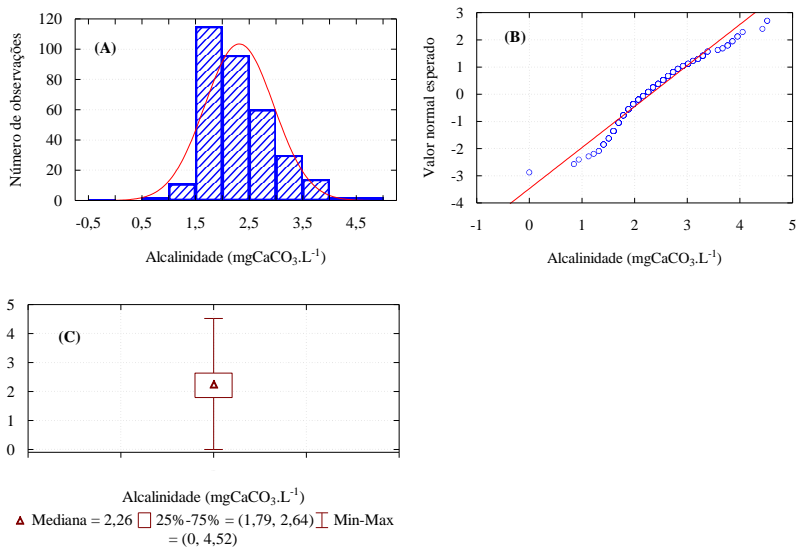 120
100
80
60
40
20
0
Número de observações
(A)
-0,5 0,5 1,5 2,5 3,5 4,5
Alcalinidade (mgCaCO₃.L⁻¹)
3
2
1
0
-1
-2
-3
-4
Valor normal esperado
(B)
-1 0 1 2 3 4 5
Alcalinidade (mgCaCO₃.L⁻¹)
5
4
3
2
1
0
(C)
Alcalinidade (mgCaCO₃.L⁻¹)
Mediana = 2,26 25%-75% = (1,79, 2,64) Min-Max
= (0, 4,52)